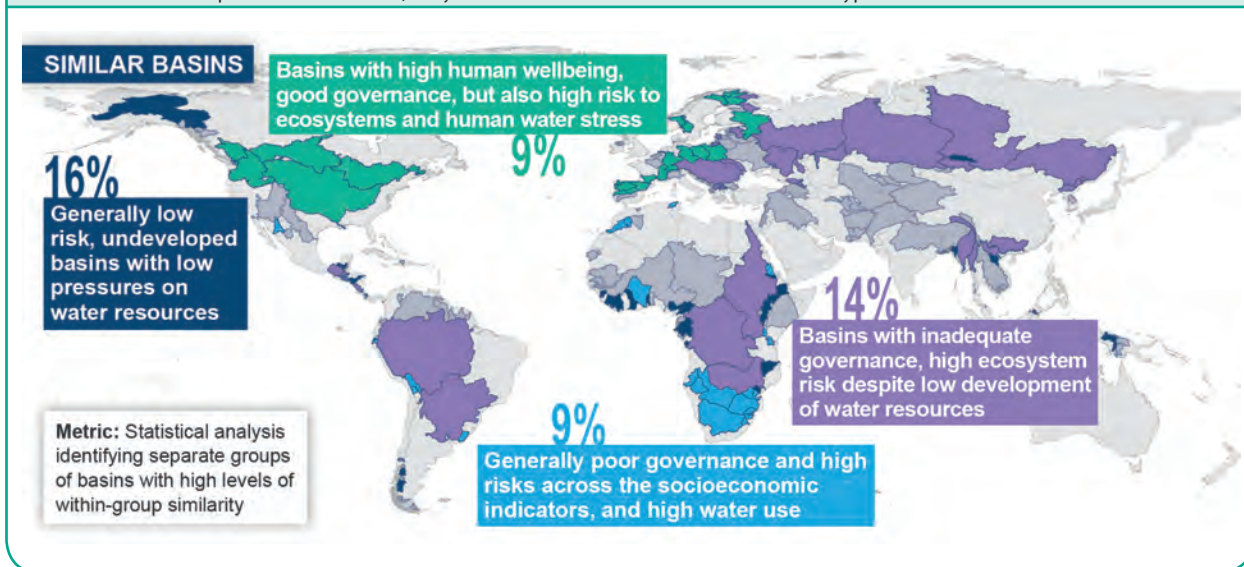 SIMILAR BASINS
Basins with high human wellbeing,
good governance, but also high risk to
ecosystems and human water stress
9%
16%
Generally low
risk, undeveloped
basins with low
pressures on
water resources
14%
Basins with inadequate
governance, high ecosystem
risk despite low development
of water resources
Metric: Statistical analysis
identifying separate groups
of basins with high levels of
within-group similarity
9%
Generally poor governance and high
risks across the socioeconomic
indicators, and high water use